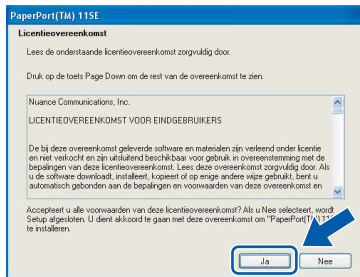 PaperPort(TM) 11SE
Licentieovereenkomst
Lees de onderstaande licentieovereenkomst zorgvuldig door.
Druk op de toets Page Down om de rest van de overeenkomst te zien.
Nuance Communications, Inc.
LICENTIEOVEREENKOMST VOOR EINDGEBRUIKERS
De bij deze overeenkomst geleverde software en materialen zijn verleend onder licentie
en niet verkocht en zijn uitsluitend beschikbaar voor gebruik in overeenstemming met de
bepalingen van deze licentieovereenkomst. Lees deze overeenkomst zorgvuldig door. Als
u de software downloadt, installeert, kopieert of op enige andere wijze gebruikt, bent u
automatisch gebonden aan de bepalingen en voorwaarden van deze overeenkomst en
Accepteert u alle voorwaarden van deze licentieovereenkomst? Als u Nee selecteert, wordt
Setup afgesloten. U dient akkoord te gaan met deze overeenkomst om "PaperPort(TM) 11
te installeren.
Ja
Nee